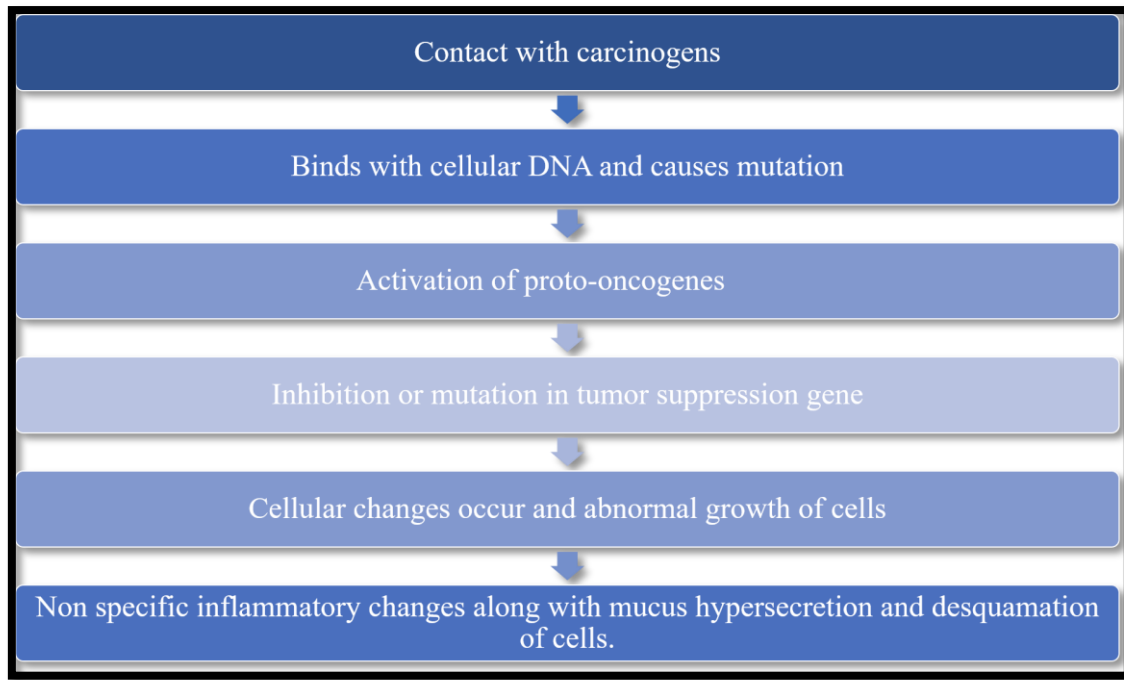 Contact with carcinogens
Binds with cellular DNA and causes mutation
Activation of proto-oncogenes
Inhibition or mutation in tumor suppression gene
Cellular changes occur and abnormal growth of cells
Non specific inflammatory changes along with mucus hypersecretion and desquamation
of cells.